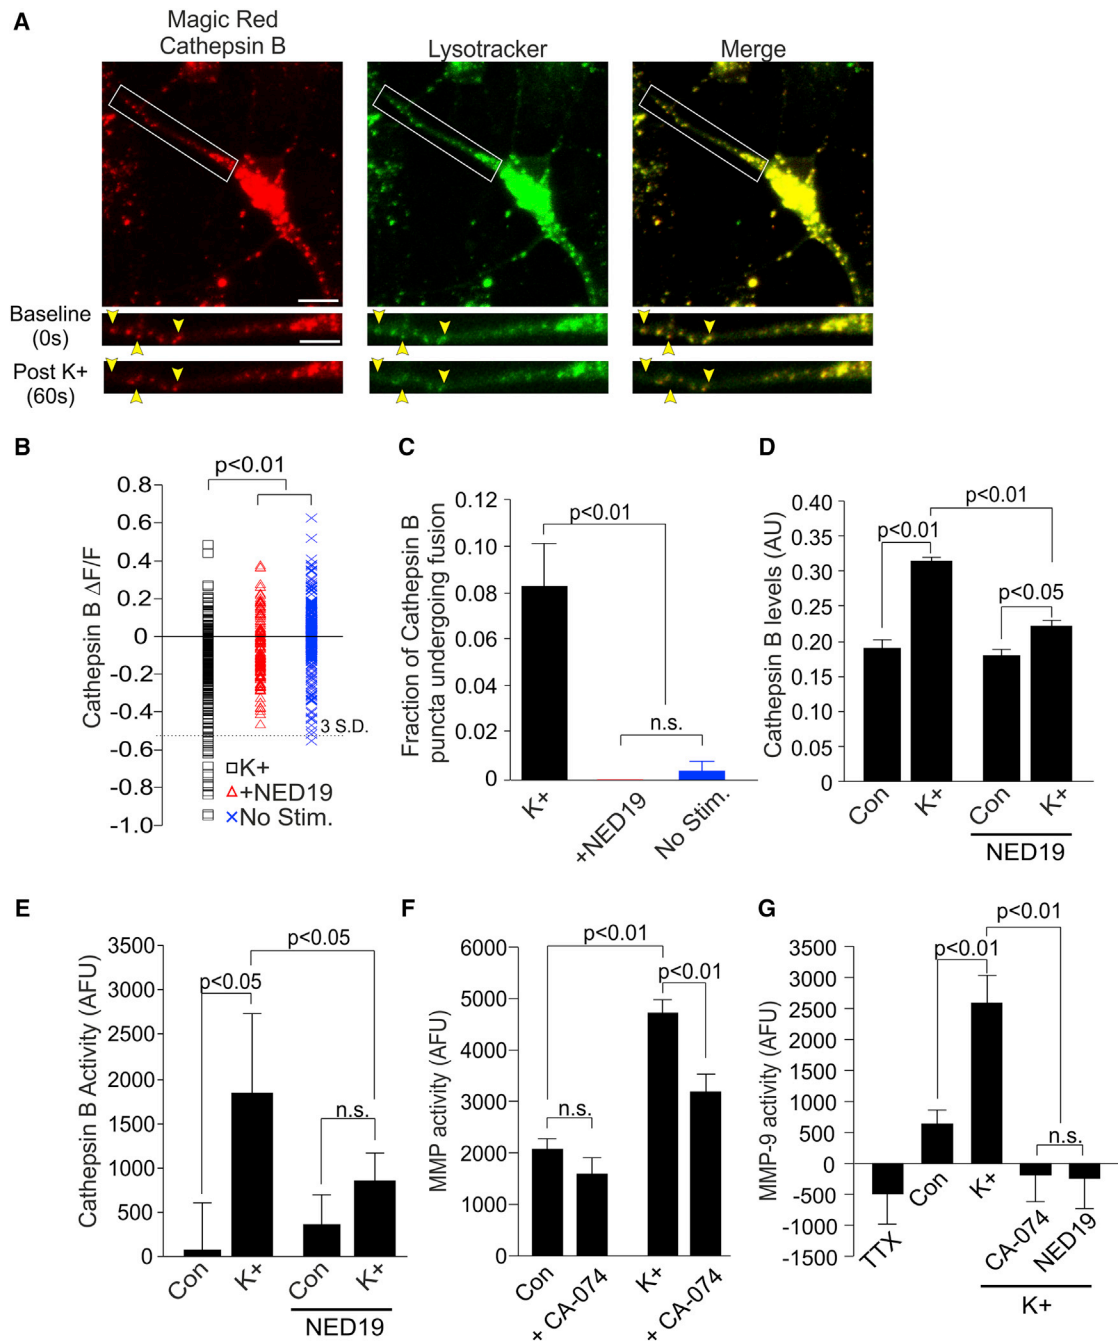 A
Magic Red
Cathepsin B
Lysotracker
Merge
Baseline
(0s)
Post K+
(60s)
B
p<0.01
Cathepsin B ΔF/F
0.8
0.6
0.4
0.2
0
-0.2
-0.4
-0.6
-0.8
-1.0
3 S.D.
K+
+NED19
No Stim.
C
Fraction of Cathepsin B
puncta undergoing fusion
0.12
0.10
0.08
0.06
0.04
0.02
0
p<0.01
n.s.
K+
+NED19
No Stim.
D
Cathepsin B levels (AU)
0.40
0.35
0.30
0.25
0.20
0.15
0.10
0.05
0
p<0.01
p<0.01
p<0.05
Con
K+
Con
K+
NED19
E
Cathepsin B Activity (AFU)
3500
3000
2500
2000
1500
1000
500
0
p<0.05
p<0.05
n.s.
Con
K+
Con
K+
NED19
F
MMP activity (AFU)
6000
5000
4000
3000
2000
1000
0
p<0.01
p<0.01
n.s.
Con
+ CA-074
K+
+ CA-074
G
MMP-9 activity (AFU)
3500
3000
2500
2000
1500
1000
500
0
-500
-1000
-1500
p<0.01
p<0.01
n.s.
TTX
Con
K+
CA-074
NED19
K+